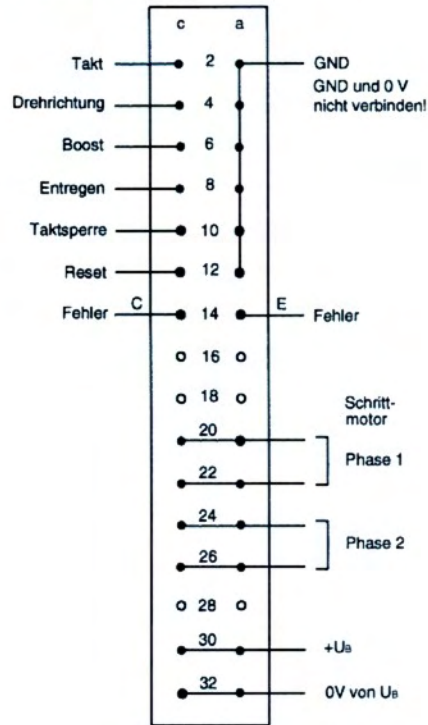 c a
Takt 2 GND
GND und 0 V
nicht verbinden!
Drehrichtung 4
Boost 6
Entregen 8
Taktsperre 10
Reset 12
Fehler C 14 E Fehler
16
18
Schritt-
motor
20
Phase 1
22
24
Phase 2
26
28
30 +UB
32 0V von UB